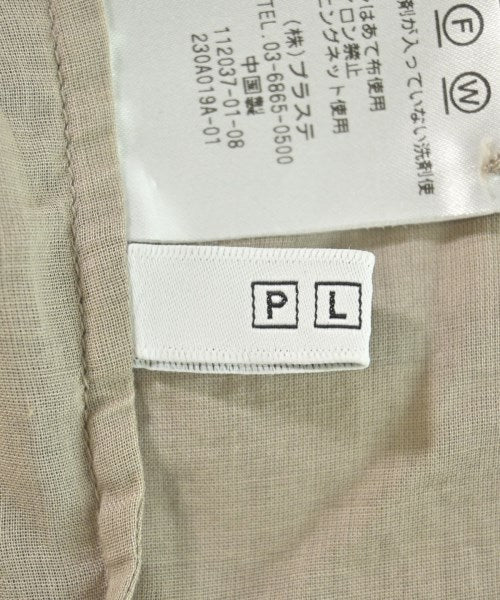 剤が入っていない洗剤使
はあて布使用
イロン禁止
ニングネット使用
(株)プラステ
TEL. 03-6865-0500
中国製
112037-01-08
230A019A-01
F
W
P L